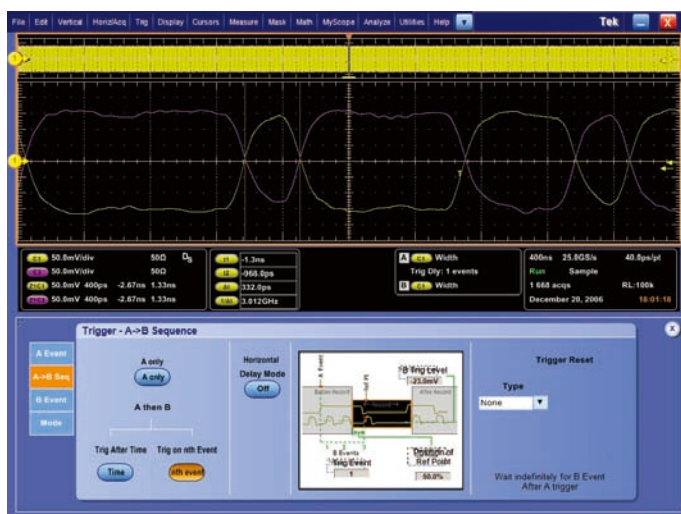 File Edit Vertical Horiz/Acq Trig Display Cursors Measure Mask Math MyScope Analyze Utilities Help Tek X
1
1
C1 50.0mV/div 50Ω
50.0mV/div 50Ω
Z1C1 50.0mV 400ps -2.67ns 1.33ns
50.0mV 400ps -2.67ns 1.33ns
t1 -1.3ns
t2 -968.0ps
Δt 332.0ps
1/Δt 3.012GHz
A C1 Width
Trig Dly: 1 events
B C1 Width
400ns 25.0GS/s 40.0ps/pt
Run Sample
1 668 acqs RL:100k
December 20, 2006 18:01:18
Trigger - A->B Sequence X
A Event
A->B Seq
B Event
Mode
A only
A only
A then B
Trig After Time Trig on nth Event
Time nth event
Horizontal
Delay Mode
Off
A Event
B Trig Level
-23.0mV
B Events
Trig Event
1
Position of
Ref Point
50.0%
Trigger Reset
Type
None
Wait indefinitely for B Event
After A trigger